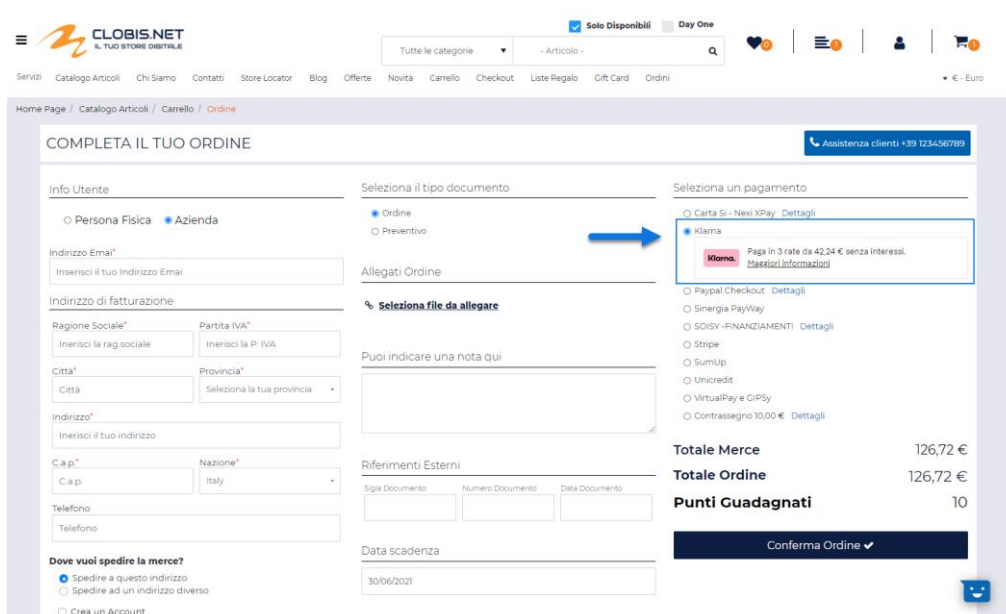 CLOBIS.NET
IL TUO STORE DIGITALE
Solo Disponibili
Day One
Tutte le categorie
- Articolo -
0
0
0
Servizi Catalogo Articoli Chi Siamo Contatti Store Locator Blog Offerte Novità Carrello Checkout Liste Regalo Gift Card Ordini
€ - Euro
Home Page / Catalogo Articoli / Carrello / Ordine
COMPLETA IL TUO ORDINE
Assistenza clienti +39 123456789
Info Utente
Persona Fisica Azienda
Indirizzo Emai*
Inserisci il tuo Indirizzo Emai
Indirizzo di fatturazione
Ragione Sociale* Partita IVA*
Inerisci la rag.sociale Inerisci la P. IVA
Città* Provincia*
Città Seleziona la tua provincia
Indirizzo*
Inerisci il tuo indirizzo
C.a.p.* Nazione*
C.a.p. Italy
Telefono
Telefono
Dove vuoi spedire la merce?
Spedire a questo indirizzo
Spedire ad un indirizzo diverso
Crea un Account
Seleziona il tipo documento
Ordine
Preventivo
Allegati Ordine
Seleziona file da allegare
Puoi indicare una nota qui
Riferimenti Esterni
Sigla Documento Numero Documento Data Documento
Data scadenza
30/06/2021
Seleziona un pagamento
Carta Si - Nexi XPay Dettagli
Klarna
Klarna.
Paga in 3 rate da 42,24 € senza interessi.
Maggiori informazioni
Paypal Checkout Dettagli
Sinergia PayWay
SOISY -FINANZIAMENTI Dettagli
Stripe
SumUp
Unicredit
VirtualPay e GIPSy
Contrassegno 10,00 € Dettagli
Totale Merce 126,72 €
Totale Ordine 126,72 €
Punti Guadagnati 10
Conferma Ordine